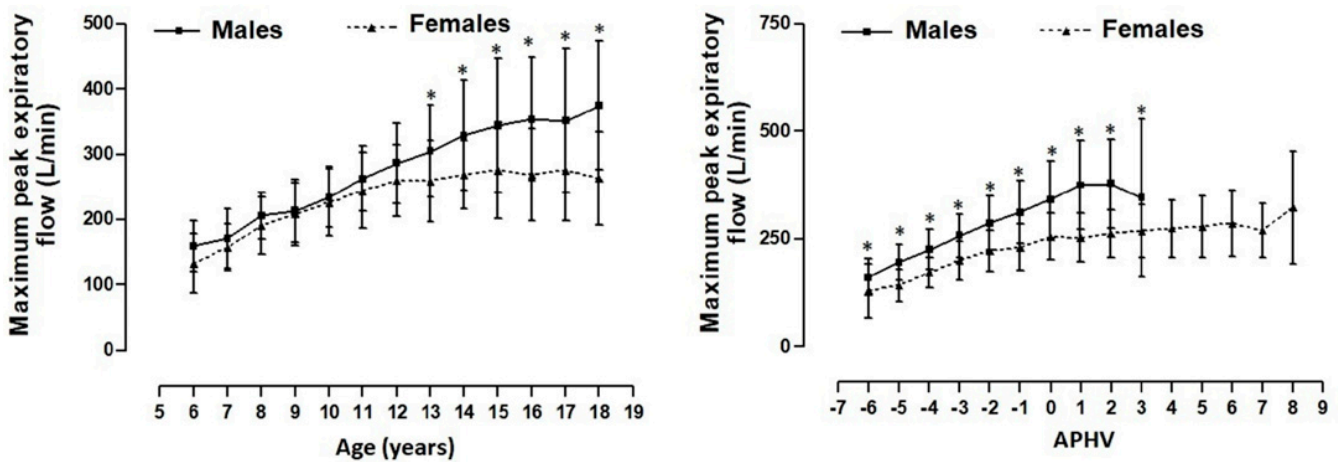 Males
Females
Maximum peak expiratory
flow (L/min)
500
400
300
200
100
0
* * * * * *
5 6 7 8 9 10 11 12 13 14 15 16 17 18 19
Age (years)
Males
Females
Maximum peak expiratory
flow (L/min)
750
500
250
0
* * * * * * * * * *
-7 -6 -5 -4 -3 -2 -1 0 1 2 3 4 5 6 7 8 9
APHV